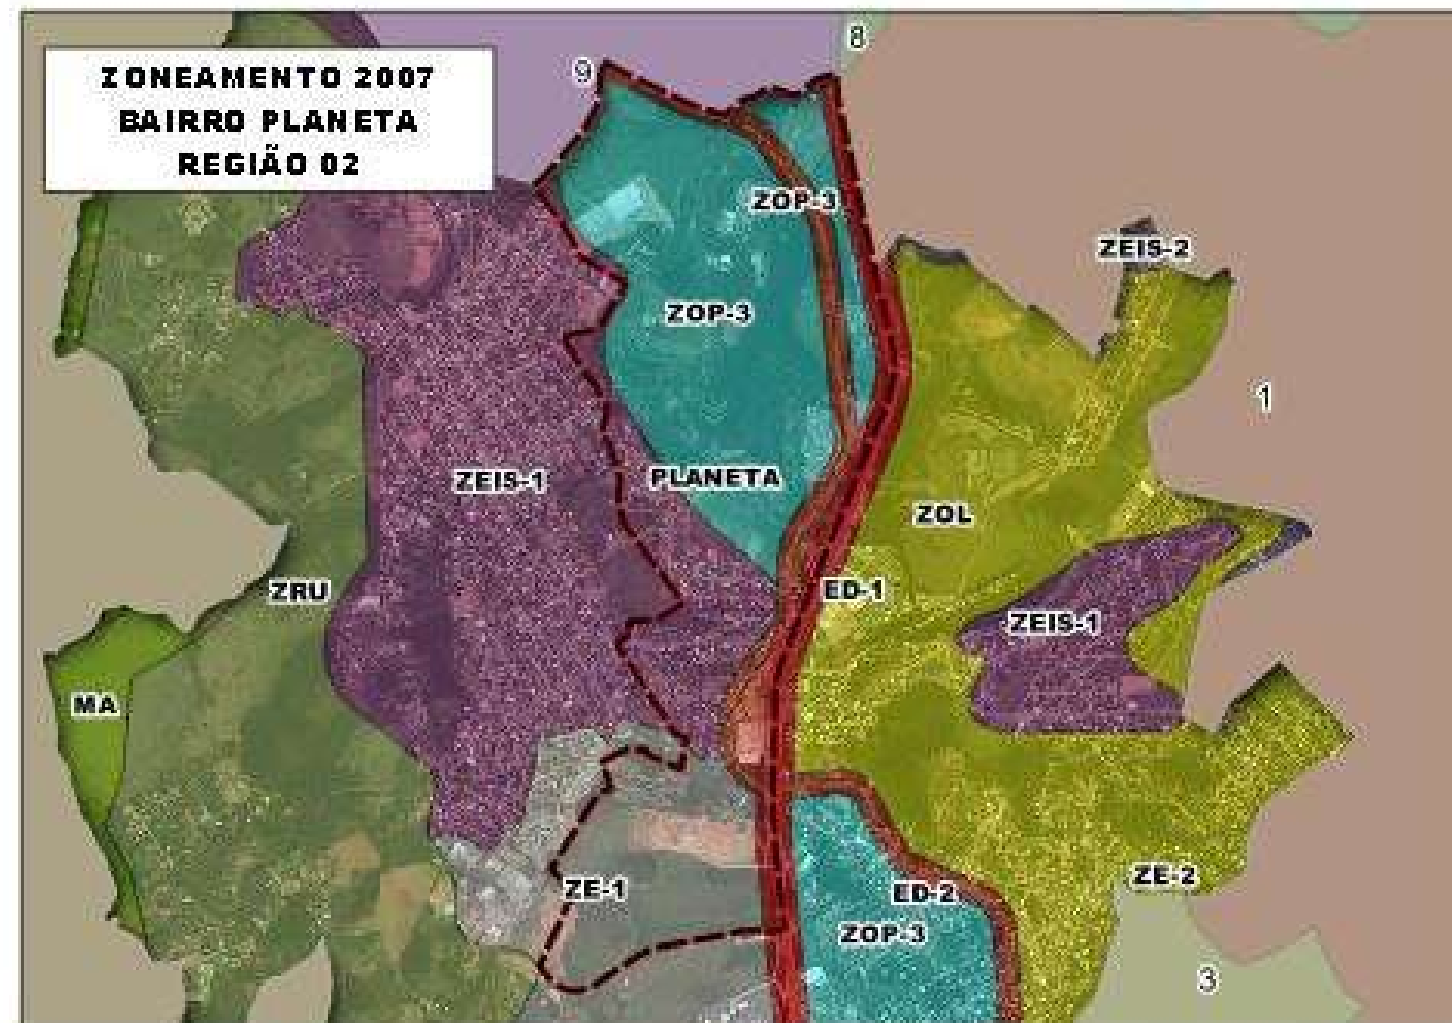 8
9
ZONEAMENTO 2007
BAIRRO PLANETA
REGIÃO 02
ZOP-3
ZEIS-2
ZOP-3
1
ZEIS-1
PLANETA
ZOL
ZRU
ED-1
ZEIS-1
MA
ZE-1
ZE-2
ED-2
ZOP-3
3